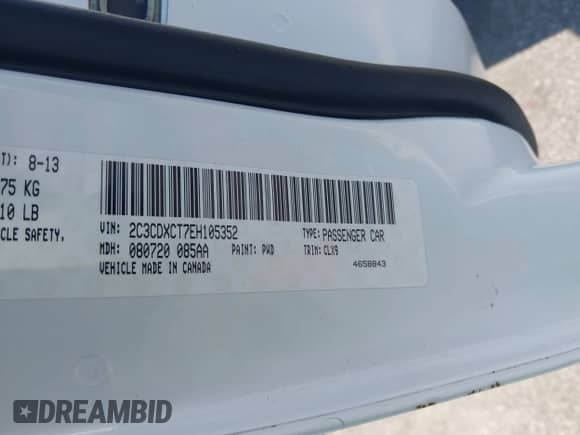 T): 8-13
75 KG
10 LB
CLE SAFETY,
VIN: 2C3CDXCT7EH105352 TYPE: PASSENGER CAR
MDH: 080720 085AA PAINT: PWD TRIM: CLX9
VEHICLE MADE IN CANADA 4658843
DREAMBID